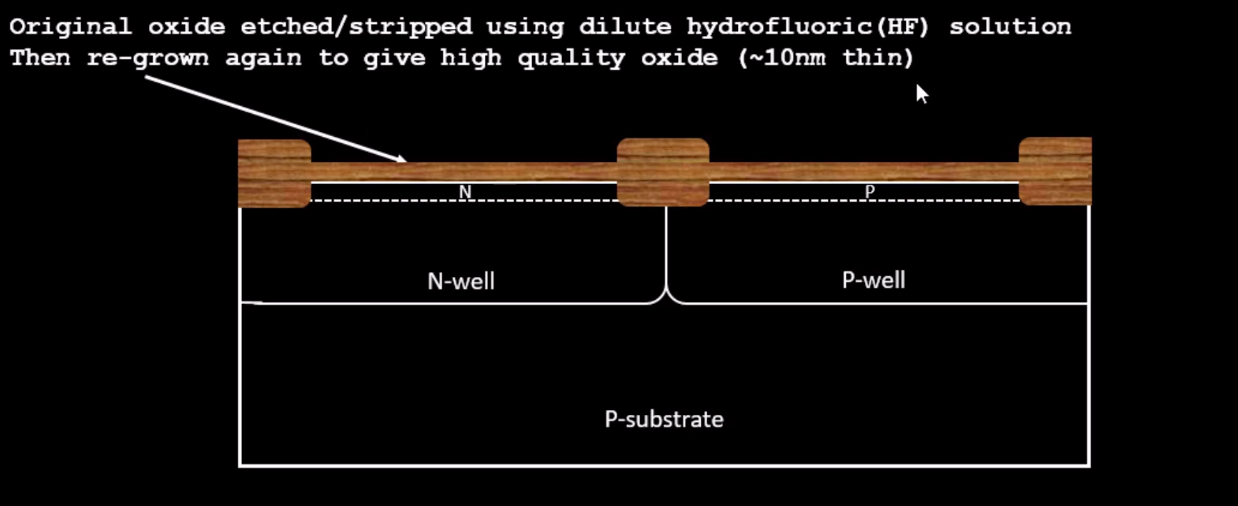 Original oxide etched/stripped using dilute hydrofluoric(HF) solution
Then re-grown again to give high quality oxide (~10nm thin)
N
P
N-well
P-well
P-substrate